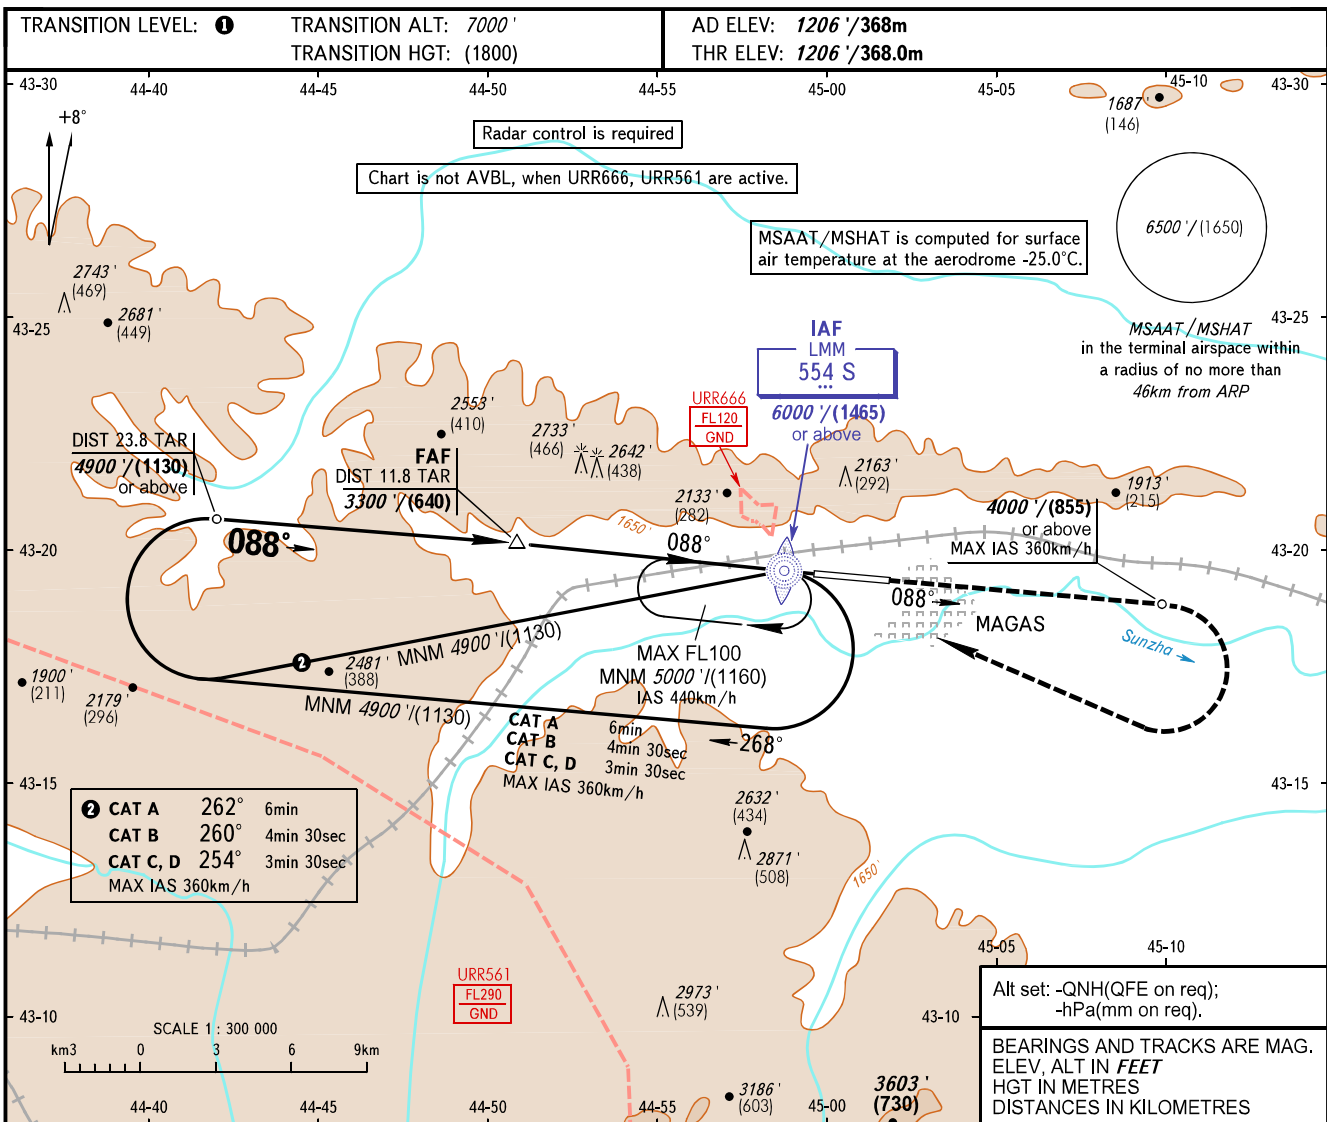 TRANSITION LEVEL: ❶
TRANSITION ALT: 7000 '
TRANSITION HGT: (1800)
AD ELEV: 1206 '/368m
THR ELEV: 1206 '/368.0m
43-30
44-40
44-45
44-50
44-55
45-00
45-05
45-10
43-30
+8°
Radar control is required
1687 '
(146)
Chart is not AVBL, when URR666, URR561 are active.
MSAAT/MSHAT is computed for surface
air temperature at the aerodrome -25.0°C.
6500 '/(1650)
2743 '
(469)
2681 '
(449)
43-25
43-25
MSAAT/MSHAT
in the terminal airspace within
a radius of no more than
46km from ARP
IAF
LMM
554 S
•••
6000 '/(1465)
or above
URR666
FL120
GND
2553 '
(410)
2733 '
(466)
2642 '
(438)
DIST 23.8 TAR
4900 '/(1130)
or above
FAF
DIST 11.8 TAR
3300 '/(640)
2163 '
(292)
2133 '
(282)
1913 '
(215)
4000 '/(855)
or above
MAX IAS 360km/h
1650 '
088°
088°
43-20
43-20
088°
MAGAS
Sunzha
MNM 4900 '/(1130)
MAX FL100
MNM 5000 '/(1160)
IAS 440km/h
❷
2481 '
(388)
1900 '
(211)
2179 '
(296)
MNM 4900 '/(1130)
268°
CAT A 6min
CAT B 4min 30sec
CAT C, D 3min 30sec
MAX IAS 360km/h
43-15
43-15
❷ CAT A 262° 6min
CAT B 260° 4min 30sec
CAT C, D 254° 3min 30sec
MAX IAS 360km/h
2632 '
(434)
2871 '
(508)
1650 '
45-05
45-10
URR561
FL290
GND
2973 '
(539)
43-10
43-10
Alt set: -QNH(QFE on req);
-hPa(mm on req).
SCALE 1 : 300 000
km3 0 3 6 9km
BEARINGS AND TRACKS ARE MAG.
ELEV, ALT IN FEET
HGT IN METRES
DISTANCES IN KILOMETRES
3186 '
(603)
3603 '
(730)
44-40
44-45
44-50
44-55
45-00